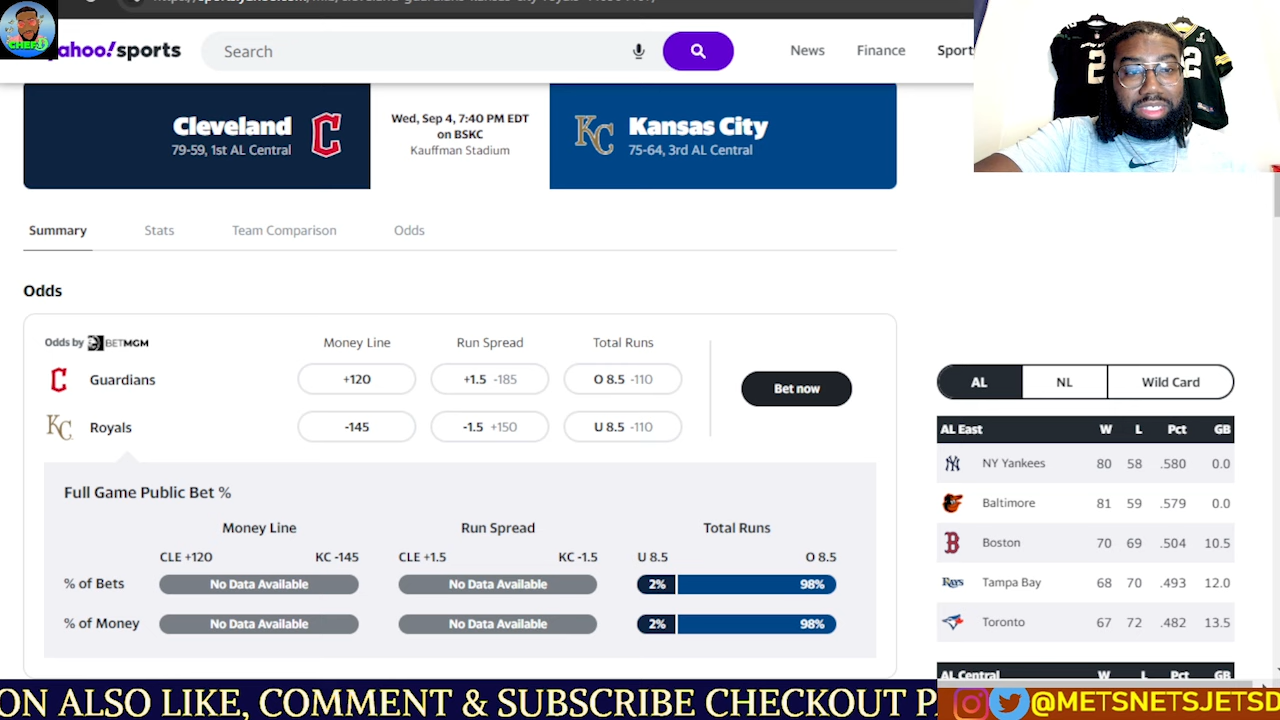 CHEF J
yahoo!sports
Search
News
Finance
Sport
Cleveland
79-59, 1st AL Central
Wed, Sep 4, 7:40 PM EDT
on BSKC
Kauffman Stadium
Kansas City
75-64, 3rd AL Central
Summary
Stats
Team Comparison
Odds
Odds
Odds by BETMGM
Money Line
Run Spread
Total Runs
Guardians
+120
+1.5 -185
O 8.5 -110
Royals
-145
-1.5 +150
U 8.5 -110
Bet now
Full Game Public Bet %
Money Line
Run Spread
Total Runs
CLE +120
KC -145
CLE +1.5
KC -1.5
U 8.5
O 8.5
% of Bets
No Data Available
No Data Available
2%
98%
% of Money
No Data Available
No Data Available
2%
98%
AL
NL
Wild Card
AL East W L Pct GB
NY Yankees 80 58 .580 0.0
Baltimore 81 59 .579 0.0
Boston 70 69 .504 10.5
Rays Tampa Bay 68 70 .493 12.0
Toronto 67 72 .482 13.5
AL Central W L Pct GB
ON ALSO LIKE, COMMENT & SUBSCRIBE CHECKOUT P
@METSNETSJETSD